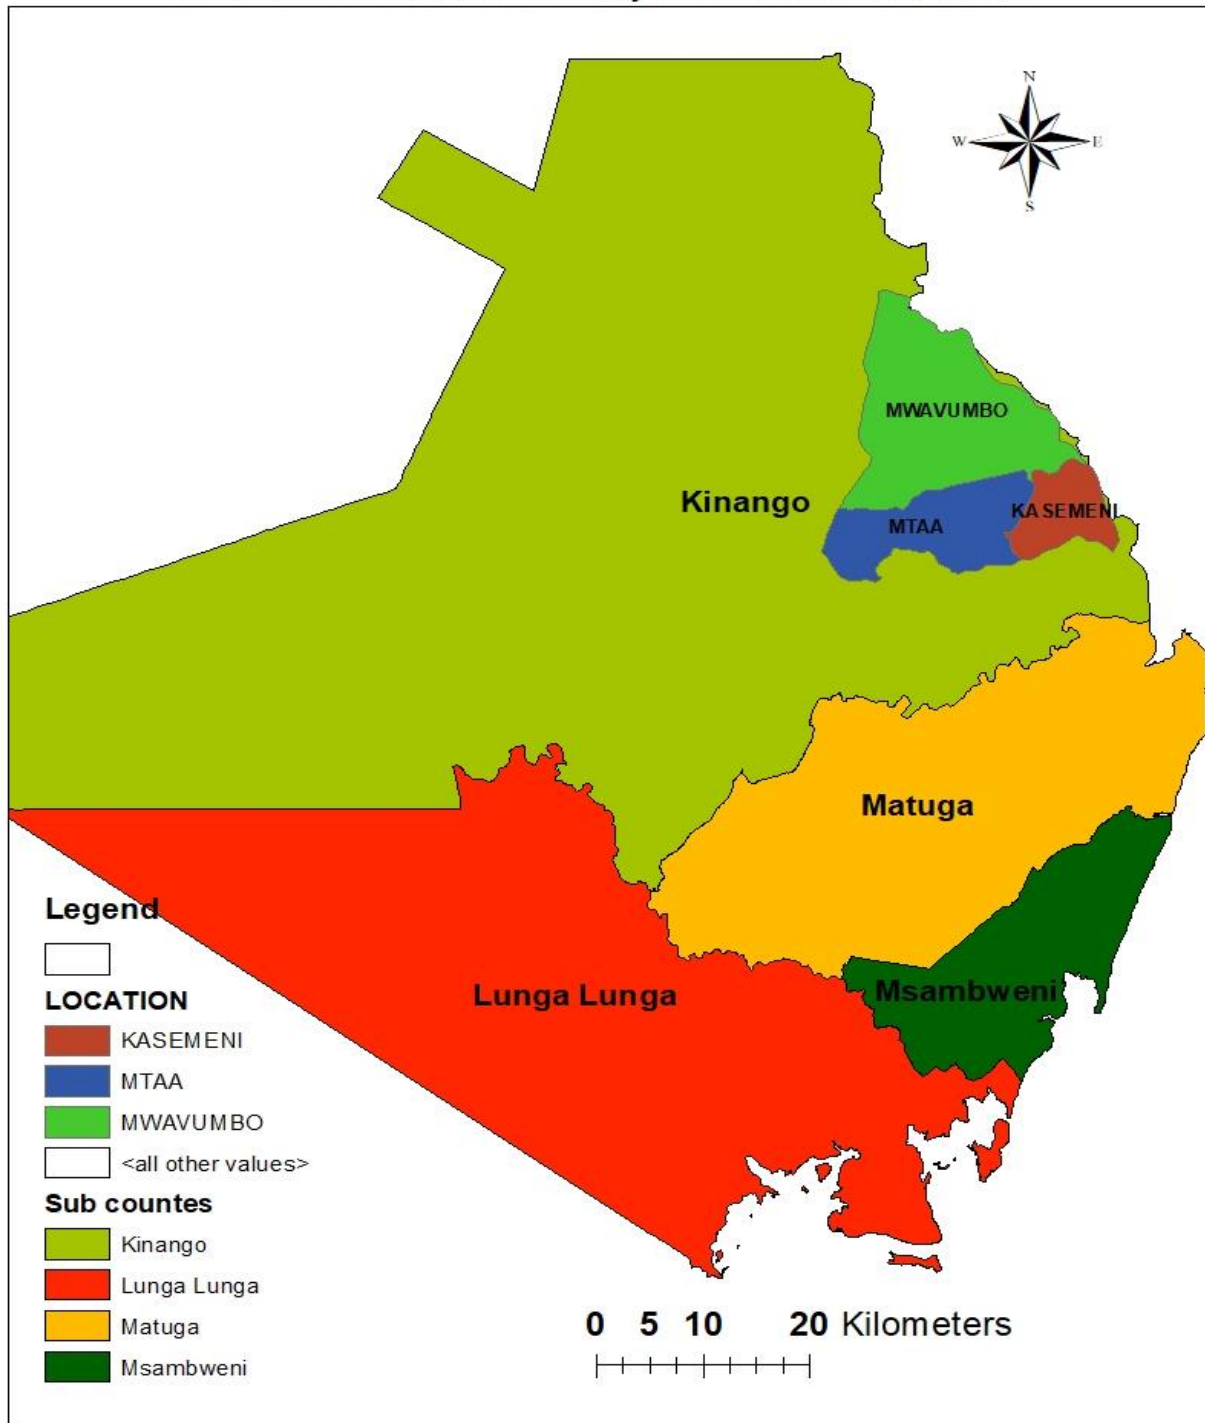 N
W E
S
MWAVUMBO
Kinango
MTAA
KASEMENI
Matuga
Lunga Lunga
Msambweni
Legend
LOCATION
KASEMENI
MTAA
MWAVUMBO
<all other values>
Sub countes
Kinango
Lunga Lunga
Matuga
Msambweni
0 5 10 20 Kilometers